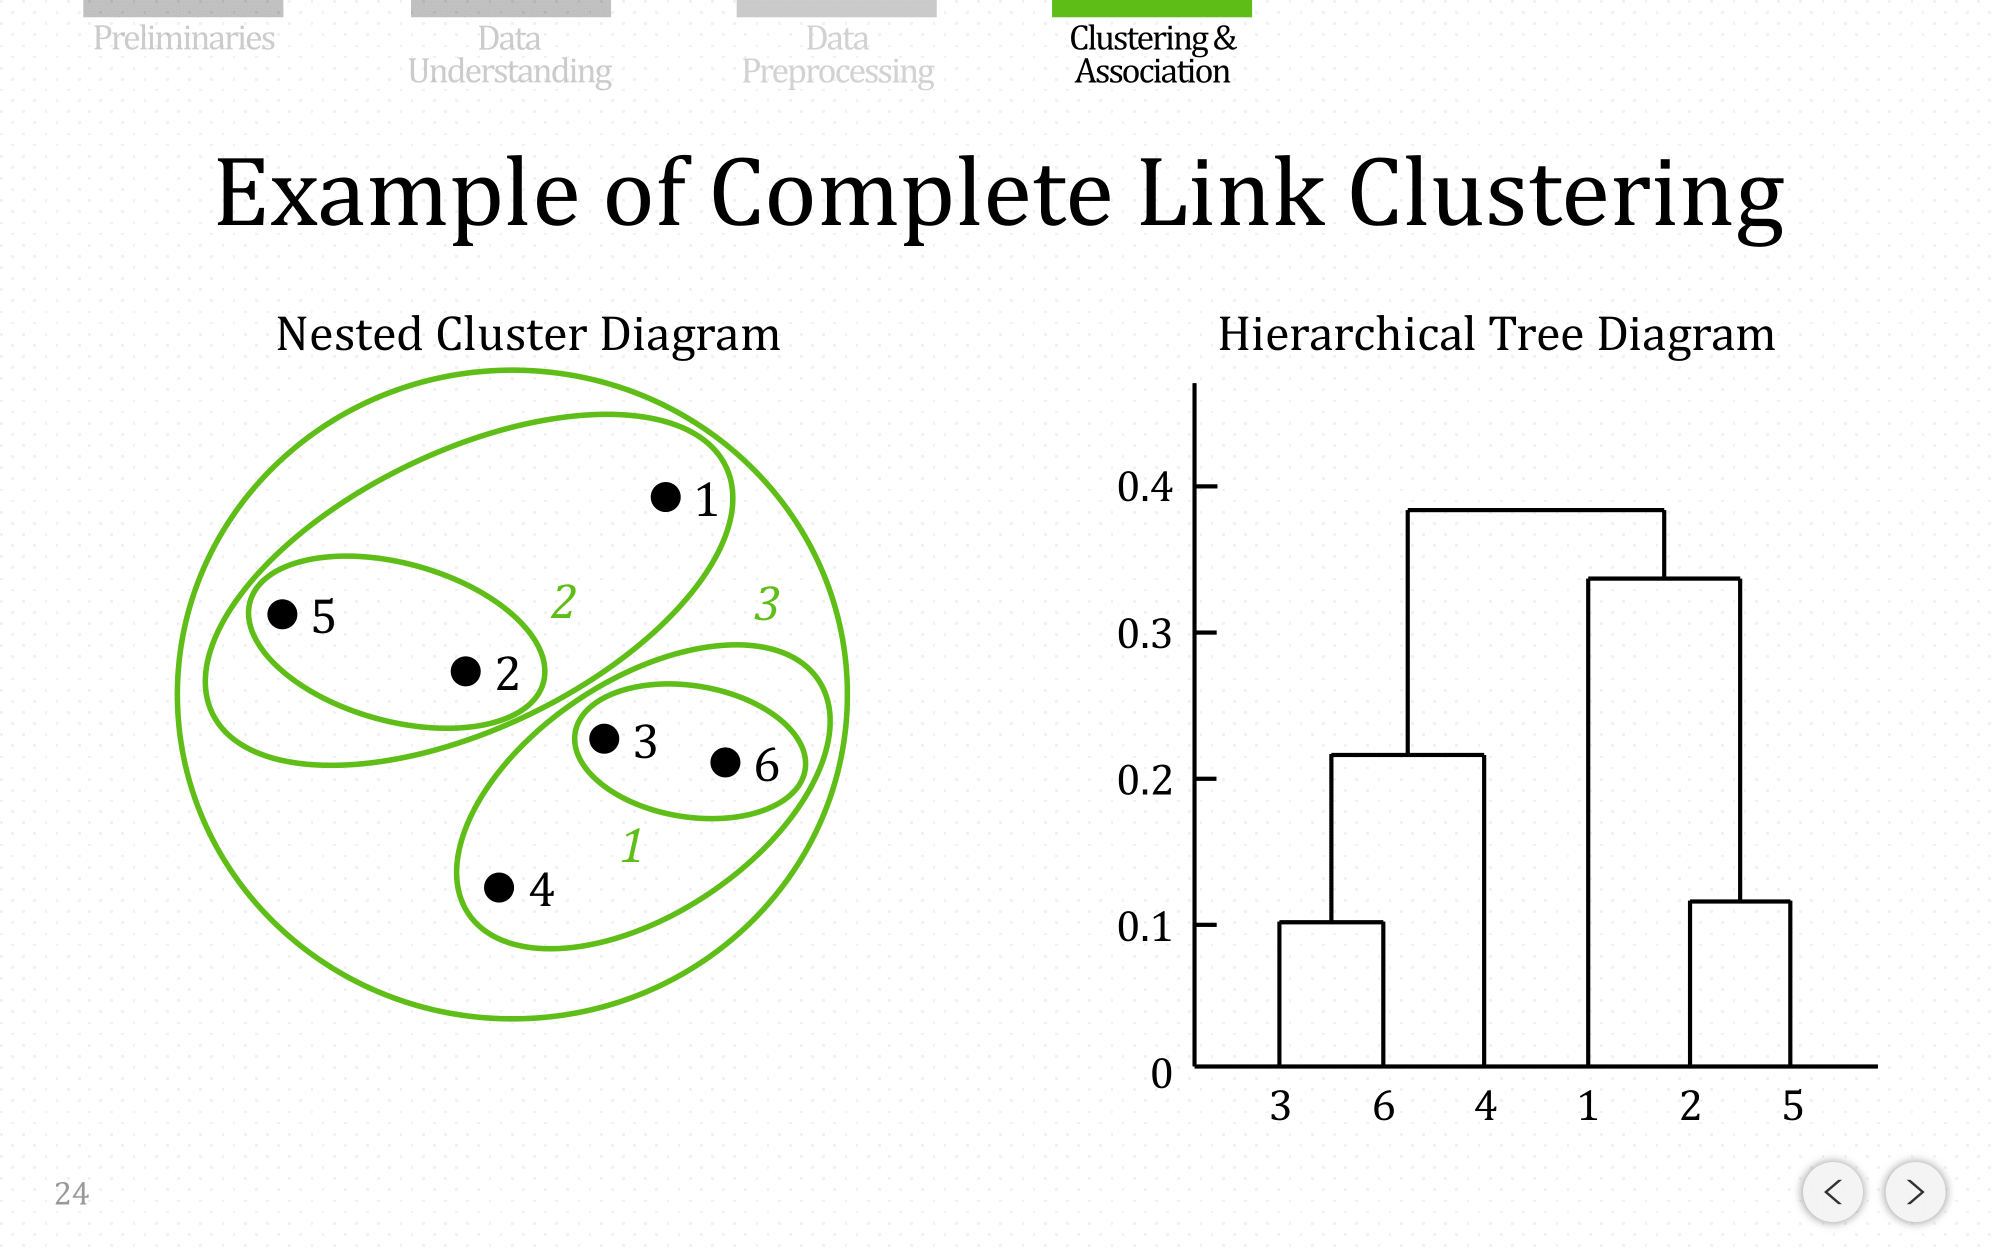 Preliminaries
Data
Understanding
Data
Preprocessing
Clustering &
Association
Example of Complete Link Clustering
Nested Cluster Diagram
1
5
2
2
3
3
6
1
4
Hierarchical Tree Diagram
0.4
0.3
0.2
0.1
0
3 6 4 1 2 5
24